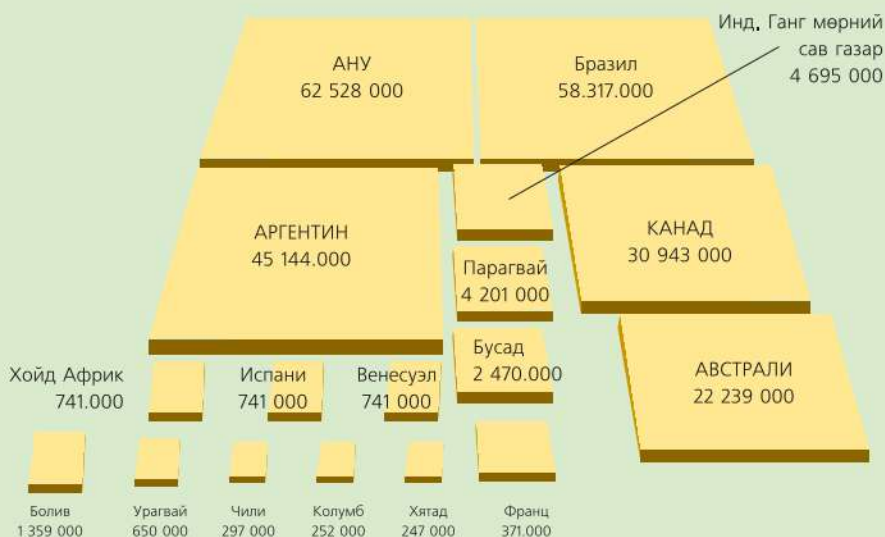 АНУ
62 528 000
Бразил
58.317.000
Инд, Ганг мөрний
сав газар
4 695 000
АРГЕНТИН
45 144.000
КАНАД
30 943 000
Парагвай
4 201 000
Бусад
2 470.000
АВСТРАЛИ
22 239 000
Хойд Африк
741.000
Испани
741 000
Венесуэл
741 000
Болив
1 359 000
Урагвай
650 000
Чили
297 000
Колумб
252 000
Хятад
247 000
Франц
371.000